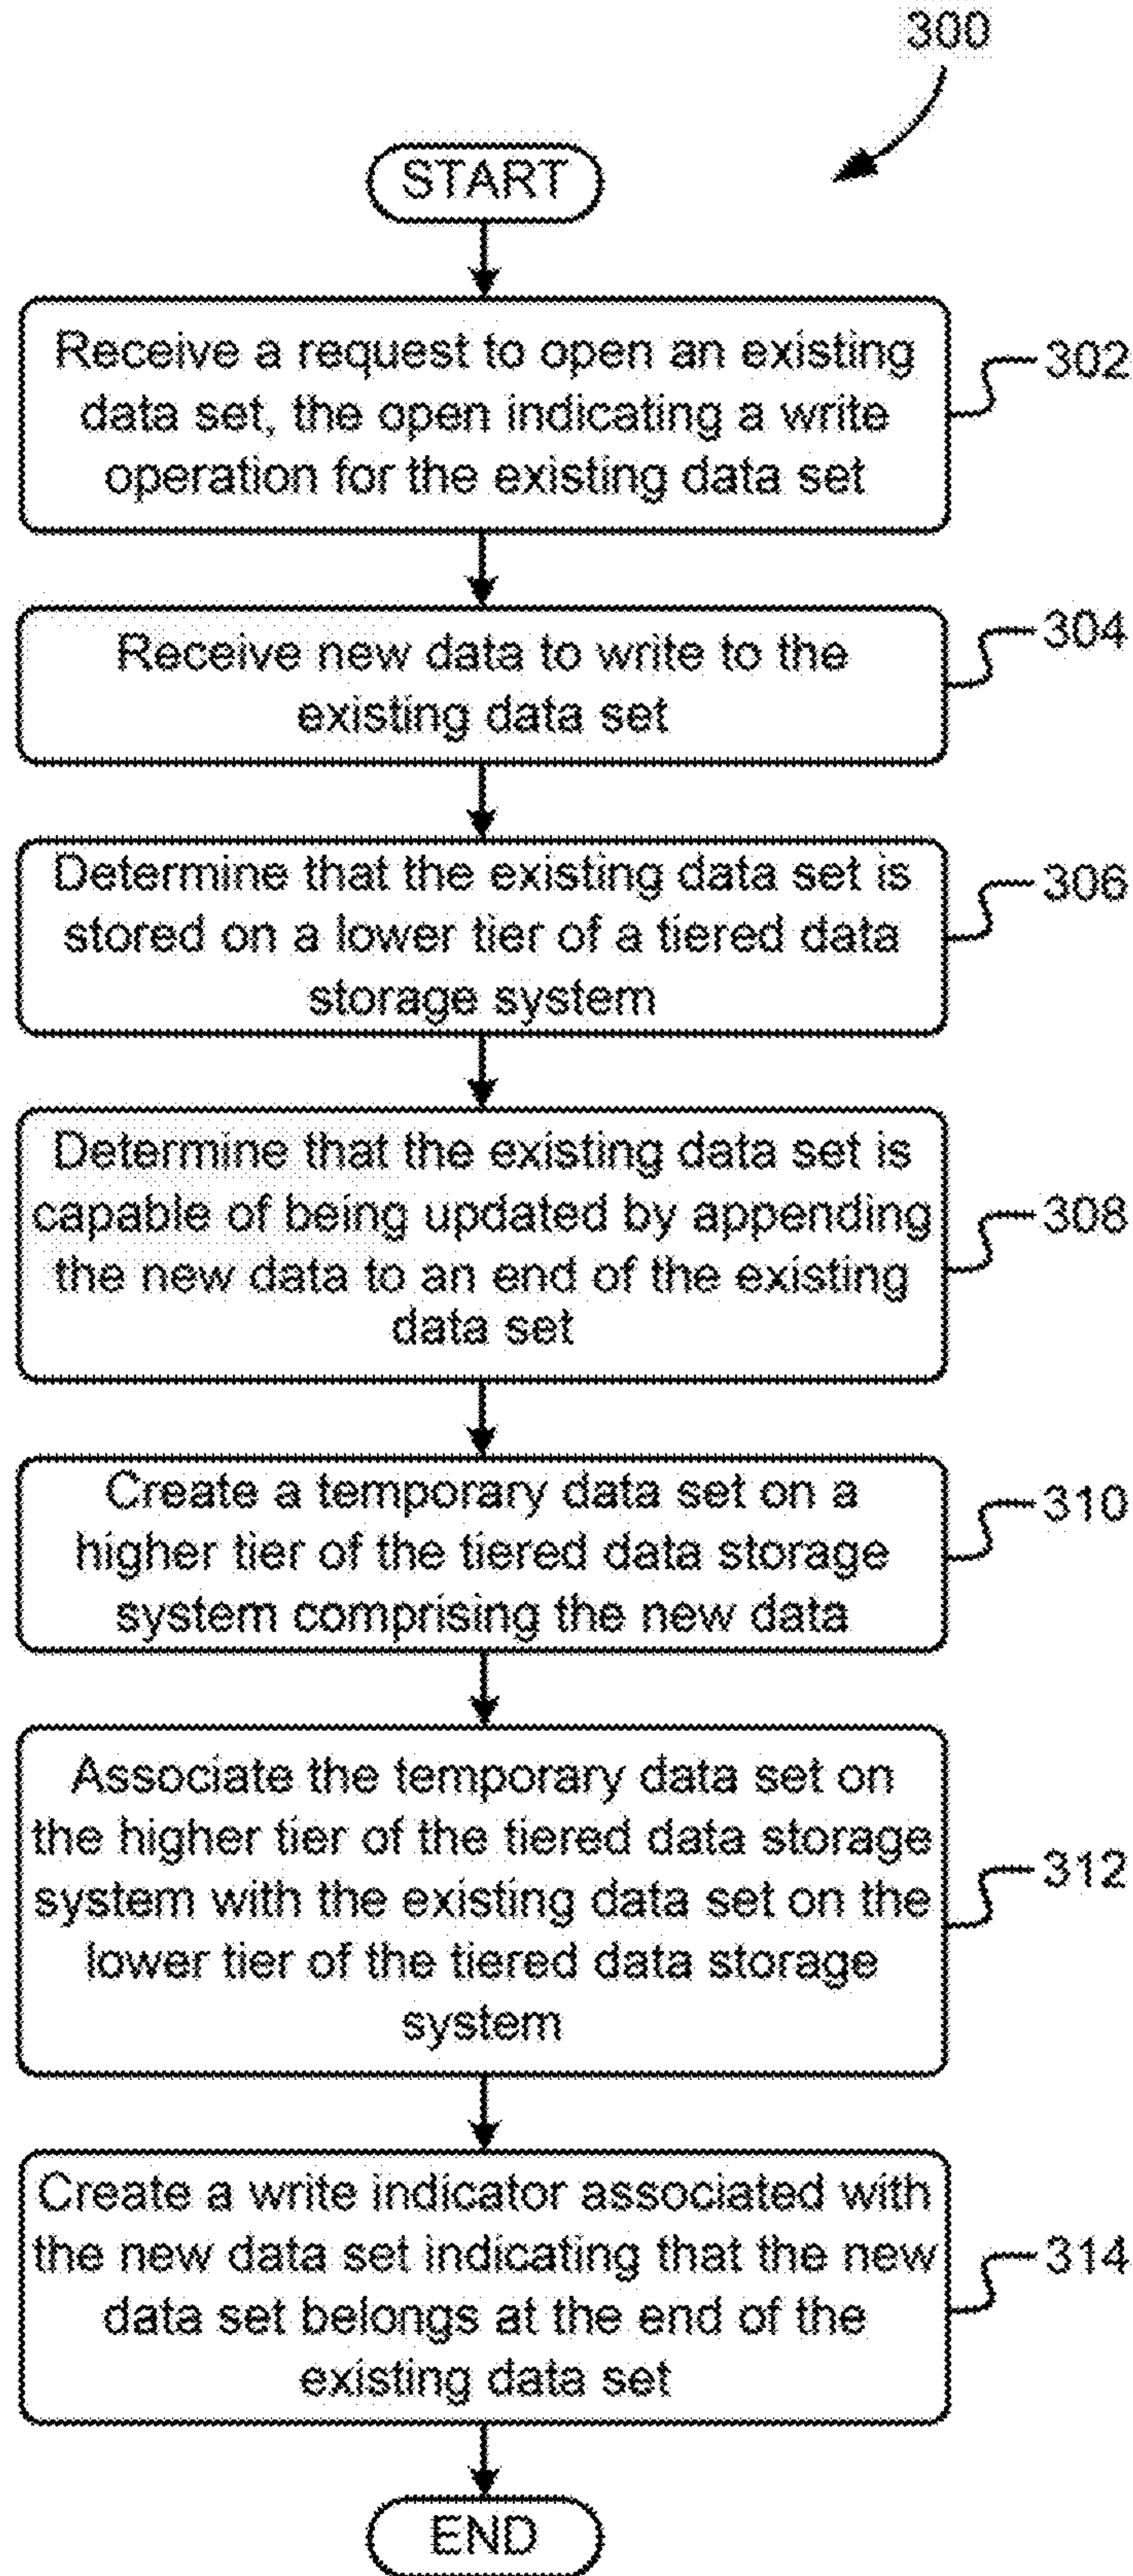 300
START
Receive a request to open an existing
data set, the open indicating a write
operation for the existing data set
302
Receive new data to write to the
existing data set
304
Determine that the existing data set is
stored on a lower tier of a tiered data
storage system
306
Determine that the existing data set is
capable of being updated by appending
the new data to an end of the existing
data set
308
Create a temporary data set on a
higher tier of the tiered data storage
system comprising the new data
310
Associate the temporary data set on
the higher tier of the tiered data storage
system with the existing data set on the
lower tier of the tiered data storage
system
312
Create a write indicator associated with
the new data set indicating that the new
data set belongs at the end of the
existing data set
314
END